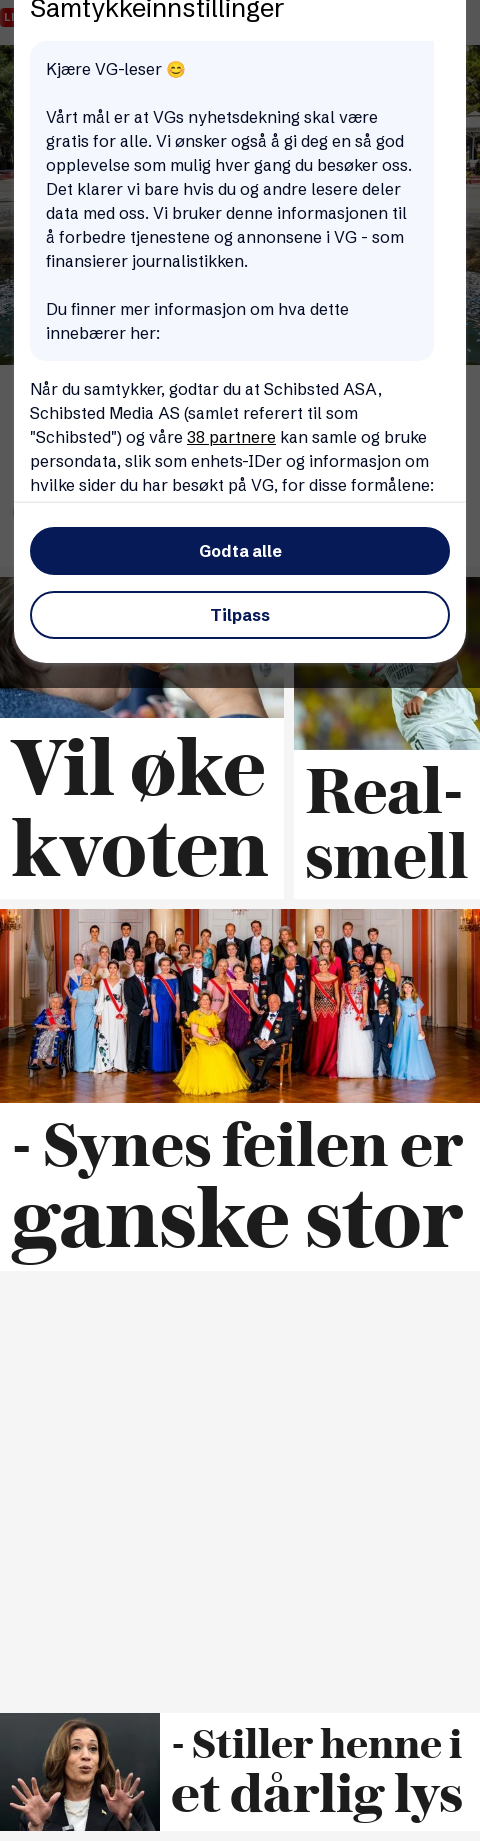 Samtykkeinnstillinger
Kjære VG-leser 😊
Vårt mål er at VGs nyhetsdekning skal være
gratis for alle. Vi ønsker også å gi deg en så god
opplevelse som mulig hver gang du besøker oss.
Det klarer vi bare hvis du og andre lesere deler
data med oss. Vi bruker denne informasjonen til
å forbedre tjenestene og annonsene i VG - som
finansierer journalistikken.
Du finner mer informasjon om hva dette
innebærer her:
Når du samtykker, godtar du at Schibsted ASA,
Schibsted Media AS (samlet referert til som
"Schibsted") og våre 38 partnere kan samle og bruke
persondata, slik som enhets-IDer og informasjon om
hvilke sider du har besøkt på VG, for disse formålene:
Godta alle
Tilpass
Vil øke
kvoten
Real-
smell
- Synes feilen er
ganske stor
- Stiller henne i
et dårlig lys